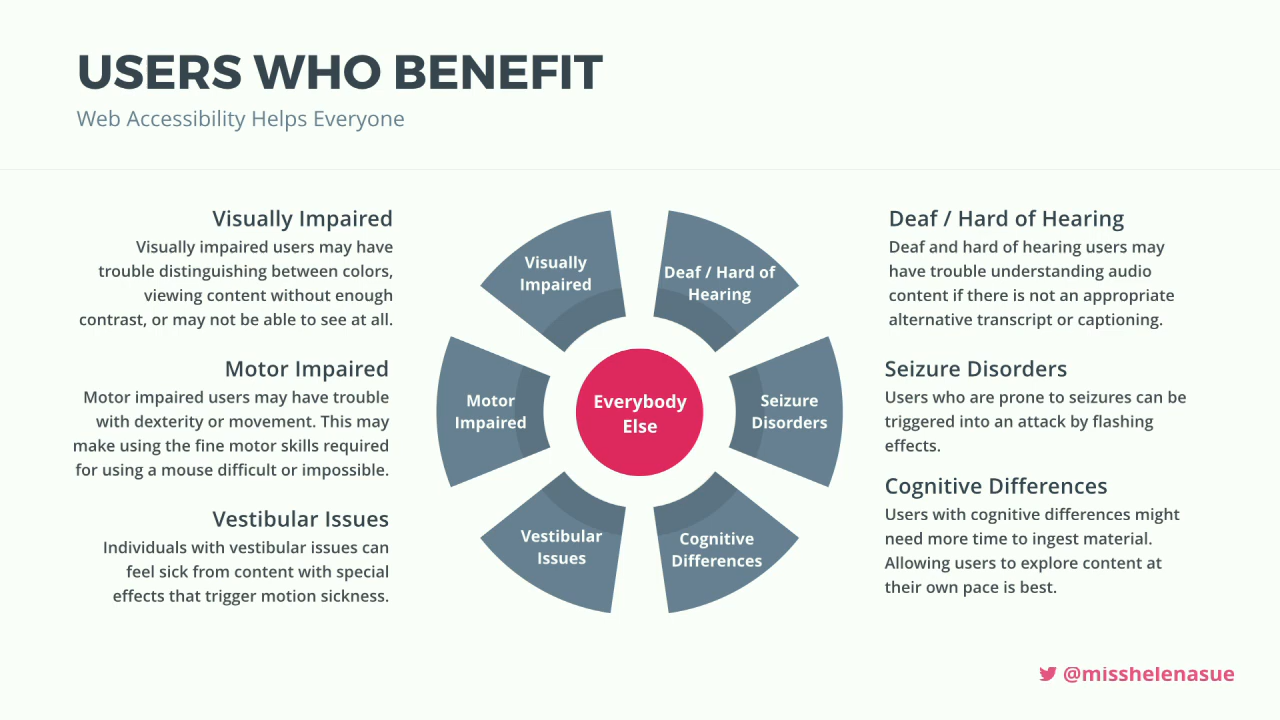 USERS WHO BENEFIT
Web Accessibility Helps Everyone
Visually Impaired
Visually impaired users may have
trouble distinguishing between colors,
viewing content without enough
contrast, or may not be able to see at all.
Motor Impaired
Motor impaired users may have trouble
with dexterity or movement. This may
make using the fine motor skills required
for using a mouse difficult or impossible.
Vestibular Issues
Individuals with vestibular issues can
feel sick from content with special
effects that trigger motion sickness.
Visually
Impaired
Deaf / Hard of
Hearing
Motor
Impaired
Everybody
Else
Seizure
Disorders
Vestibular
Issues
Cognitive
Differences
Deaf / Hard of Hearing
Deaf and hard of hearing users may
have trouble understanding audio
content if there is not an appropriate
alternative transcript or captioning.
Seizure Disorders
Users who are prone to seizures can be
triggered into an attack by flashing
effects.
Cognitive Differences
Users with cognitive differences might
need more time to ingest material.
Allowing users to explore content at
their own pace is best.
@misshelenasue